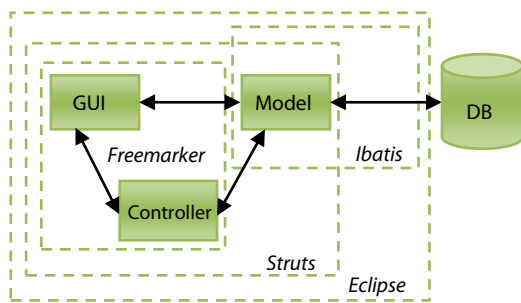 GUI
Model
DB
Freemarker
Ibatis
Controller
Struts
Eclipse